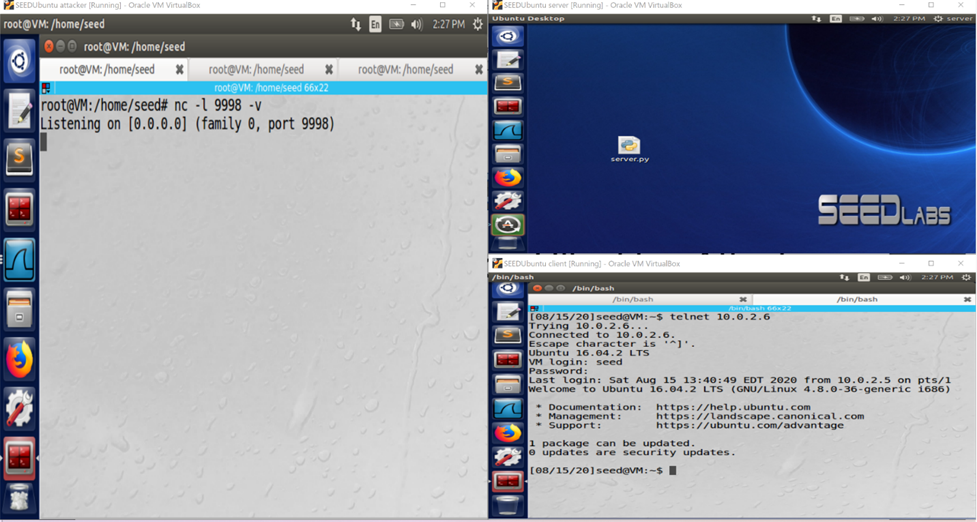 SEEDUbuntu attacker [Running] - Oracle VM VirtualBox
root@VM: /home/seed
En
2:27 PM
root@VM: /home/seed
root@VM: /home/seed
root@VM: /home/seed
root@VM: /home/seed
root@VM: /home/seed 66x22
root@VM:/home/seed# nc -l 9998 -v
Listening on [0.0.0.0] (family 0, port 9998)
SEEDUbuntu server [Running] - Oracle VM VirtualBox
Ubuntu Desktop
En
2:27 PM
server
server.py
SEEDLABS
SEEDUbuntu client [Running] - Oracle VM VirtualBox
/bin/bash
En
2:27 PM
/bin/bash
/bin/bash
/bin/bash
/bin/bash 66x22
[08/15/20]seed@VM:~$ telnet 10.0.2.6
Trying 10.0.2.6...
Connected to 10.0.2.6.
Escape character is '^]'.
Ubuntu 16.04.2 LTS
VM login: seed
Password:
Last login: Sat Aug 15 13:40:49 EDT 2020 from 10.0.2.5 on pts/1
Welcome to Ubuntu 16.04.2 LTS (GNU/Linux 4.8.0-36-generic i686)
* Documentation: https://help.ubuntu.com
* Management: https://landscape.canonical.com
* Support: https://ubuntu.com/advantage
1 package can be updated.
0 updates are security updates.
[08/15/20]seed@VM:~$